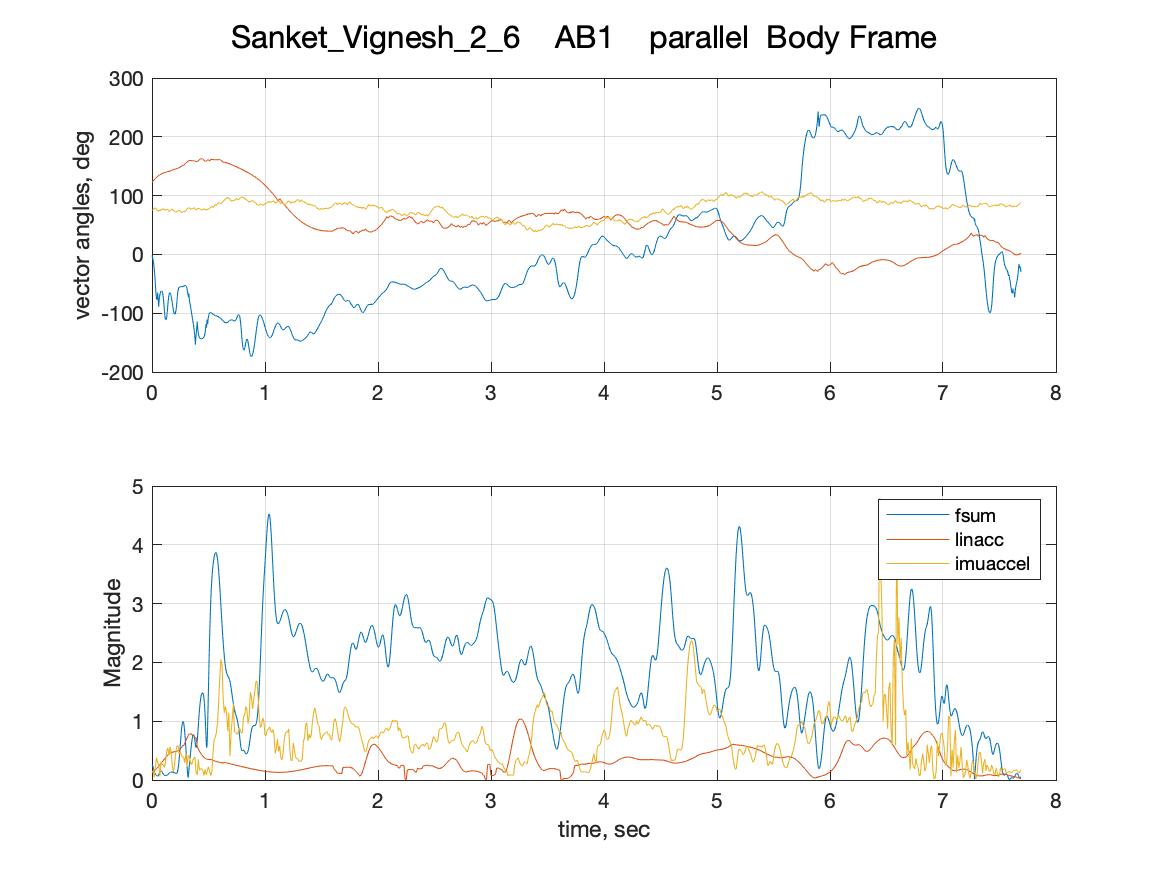 Sanket_Vignesh_2_6 AB1 parallel Body Frame
300
200
100
0
-100
-200
vector angles, deg
0 1 2 3 4 5 6 7 8
5
4
3
2
1
0
Magnitude
fsum
linacc
imuaccel
0 1 2 3 4 5 6 7 8
time, sec